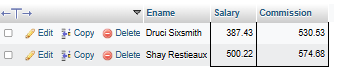 Ename Salary Commission
Edit Copy Delete Druci Sixsmith 387.43 530.53
Edit Copy Delete Shay Restieaux 500.22 574.68